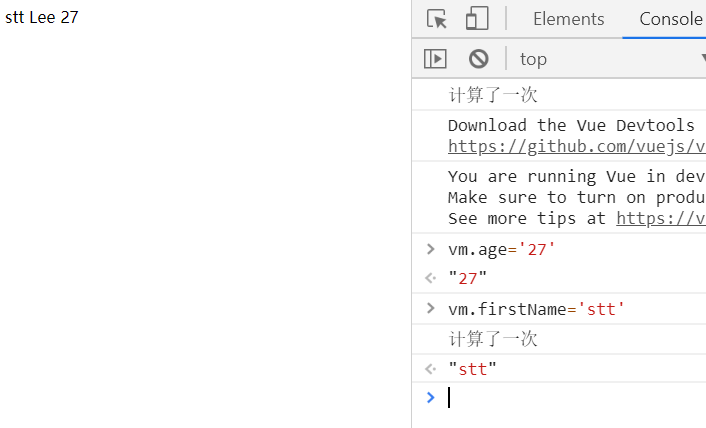 stt Lee 27
Elements
Console
top
计算了一次
Download the Vue Devtools
https://github.com/vuejs/v
You are running Vue in dev
Make sure to turn on produ
See more tips at https://v
> vm.age='27'
"27"
> vm.firstName='stt'
计算了一次
"stt"
>